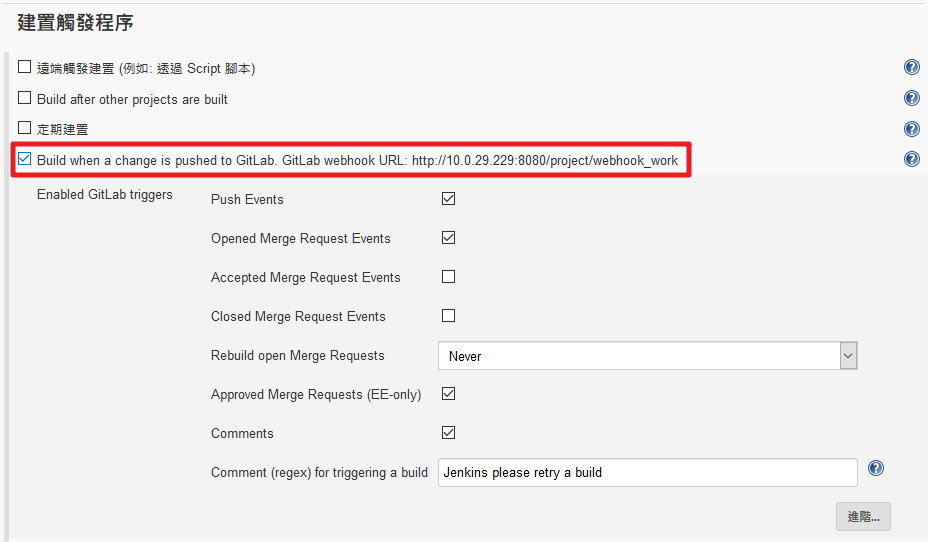 建置觸發程序
遠端觸發建置 (例如: 透過 Script 腳本)
Build after other projects are built
定期建置
Build when a change is pushed to GitLab. GitLab webhook URL: http://10.0.29.229:8080/project/webhook_work
Enabled GitLab triggers
Push Events
Opened Merge Request Events
Accepted Merge Request Events
Closed Merge Request Events
Rebuild open Merge Requests Never
Approved Merge Requests (EE-only)
Comments
Comment (regex) for triggering a build Jenkins please retry a build
進階...